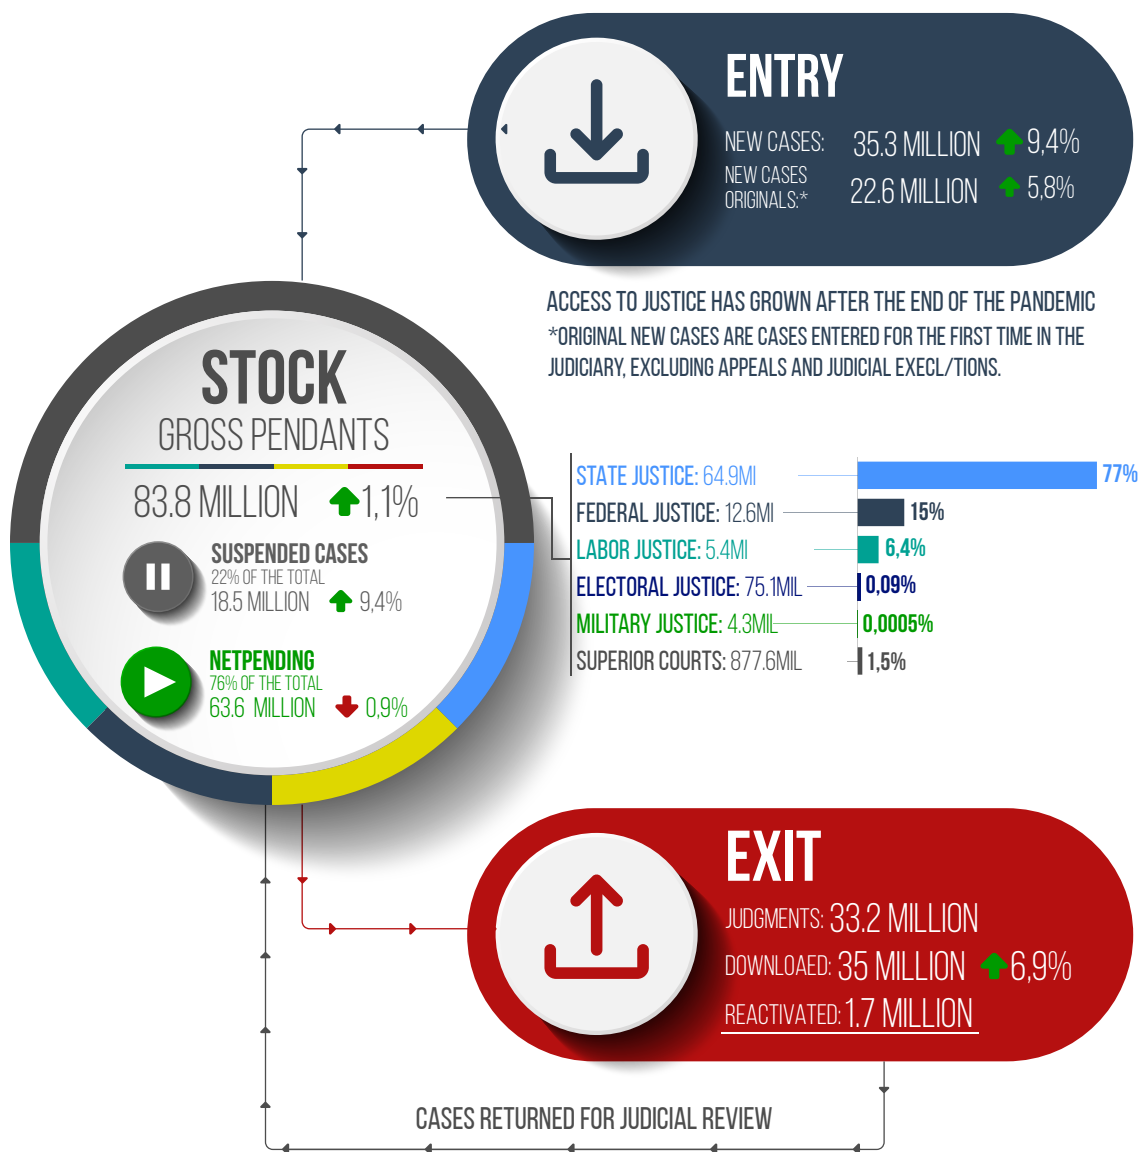 ENTRY
NEW CASES: 35.3 MILLION 9,4%
NEW CASES
ORIGINALS:* 22.6 MILLION 5,8%
ACCESS TO JUSTICE HAS GROWN AFTER THE END OF THE PANDEMIC
*ORIGINAL NEW CASES ARE CASES ENTERED FOR THE FIRST TIME IN THE
JUDICIARY, EXCLUDING APPEALS AND JUDICIAL EXECL/TIONS.
STOCK
GROSS PENDANTS
83.8 MILLION 1,1%
SUSPENDED CASES
22% OF THE TOTAL
18.5 MILLION 9,4%
NETPENDING
76% OF THE TOTAL
63.6 MILLION 0,9%
STATE JUSTICE: 64.9MI 77%
FEDERAL JUSTICE: 12.6MI 15%
LABOR JUSTICE: 5.4MI 6,4%
ELECTORAL JUSTICE: 75.1MIL 0,09%
MILITARY JUSTICE: 4.3MIL 0,0005%
SUPERIOR COURTS: 877.6MIL 1,5%
EXIT
JUDGMENTS: 33.2 MILLION
DOWNLOAED: 35 MILLION 6,9%
REACTIVATED: 1.7 MILLION
CASES RETURNED FOR JUDICIAL REVIEW